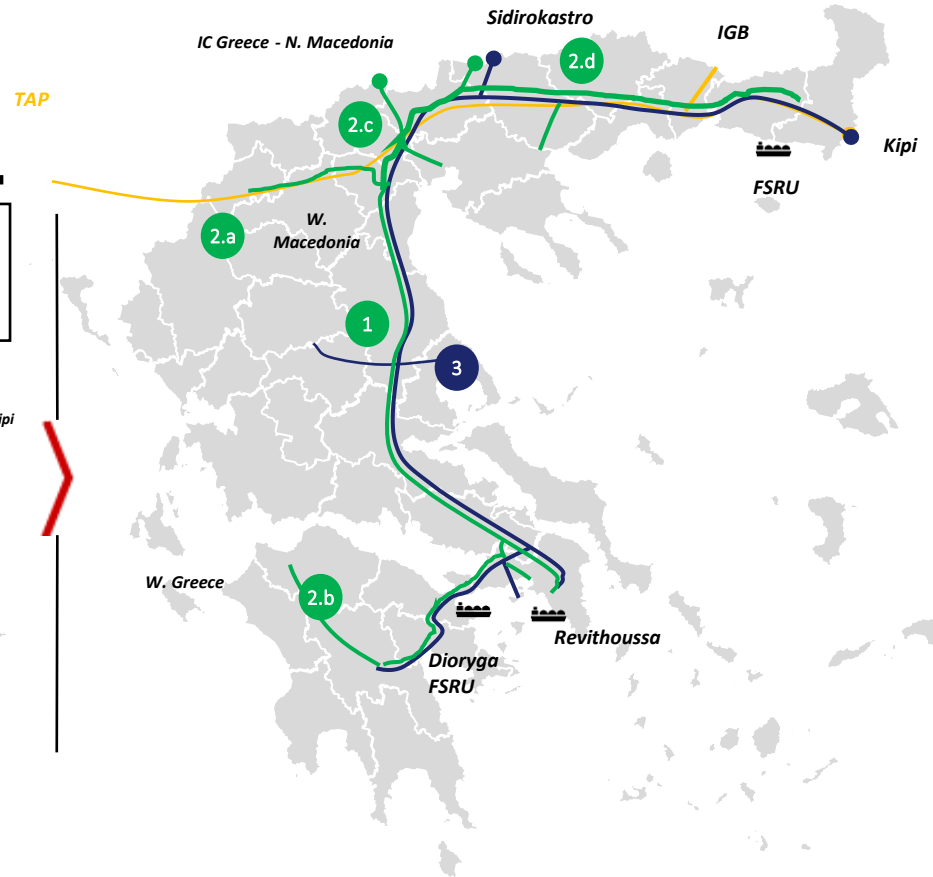 Sidirokastro
IGB
IC Greece - N. Macedonia
2.d
TAP
2.c
Kipi
FSRU
W.
Macedonia
2.a
1
3
ipi
W. Greece
2.b
Revithoussa
Dioryga
FSRU